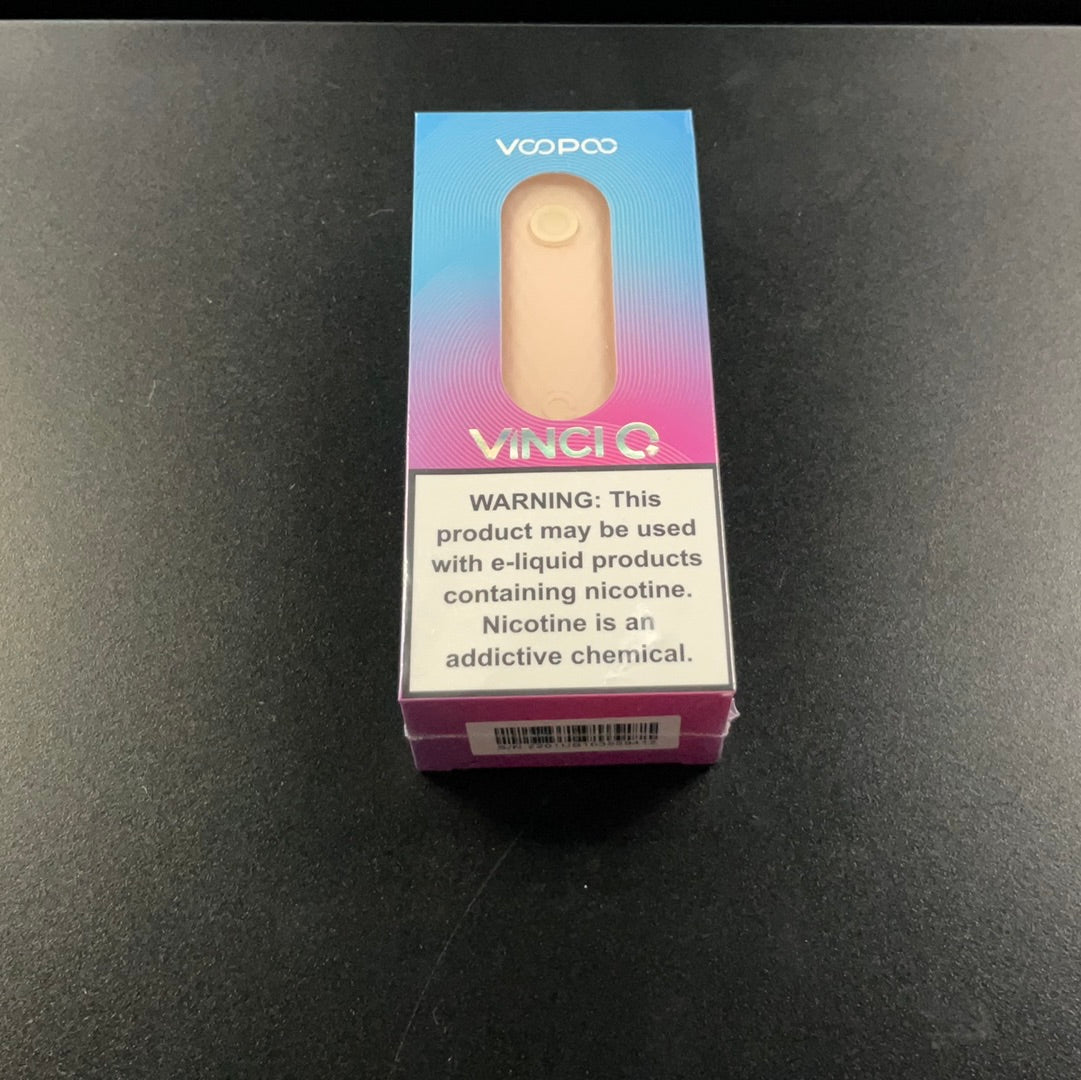 VOOPOO
VINCI Q
WARNING: This
product may be used
with e-liquid products
containing nicotine.
Nicotine is an
addictive chemical.
S/N